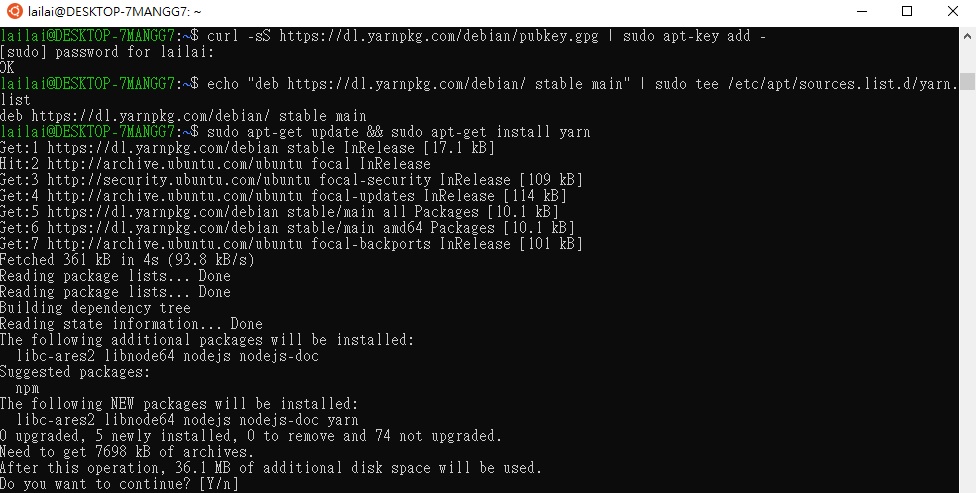 lailai@DESKTOP-7MANGG7: ~
lailai@DESKTOP-7MANGG7:~$ curl -sS https://dl.yarnpkg.com/debian/pubkey.gpg | sudo apt-key add -
[sudo] password for lailai:
OK
lailai@DESKTOP-7MANGG7:~$ echo "deb https://dl.yarnpkg.com/debian/ stable main" | sudo tee /etc/apt/sources.list.d/yarn.
list
deb https://dl.yarnpkg.com/debian/ stable main
lailai@DESKTOP-7MANGG7:~$ sudo apt-get update && sudo apt-get install yarn
Get:1 https://dl.yarnpkg.com/debian stable InRelease [17.1 kB]
Hit:2 http://archive.ubuntu.com/ubuntu focal InRelease
Get:3 http://security.ubuntu.com/ubuntu focal-security InRelease [109 kB]
Get:4 http://archive.ubuntu.com/ubuntu focal-updates InRelease [114 kB]
Get:5 https://dl.yarnpkg.com/debian stable/main all Packages [10.1 kB]
Get:6 https://dl.yarnpkg.com/debian stable/main amd64 Packages [10.1 kB]
Get:7 http://archive.ubuntu.com/ubuntu focal-backports InRelease [101 kB]
Fetched 361 kB in 4s (93.8 kB/s)
Reading package lists... Done
Reading package lists... Done
Building dependency tree
Reading state information... Done
The following additional packages will be installed:
  libc-ares2 libnode64 nodejs nodejs-doc
Suggested packages:
  npm
The following NEW packages will be installed:
  libc-ares2 libnode64 nodejs nodejs-doc yarn
0 upgraded, 5 newly installed, 0 to remove and 74 not upgraded.
Need to get 7698 kB of archives.
After this operation, 36.1 MB of additional disk space will be used.
Do you want to continue? [Y/n]